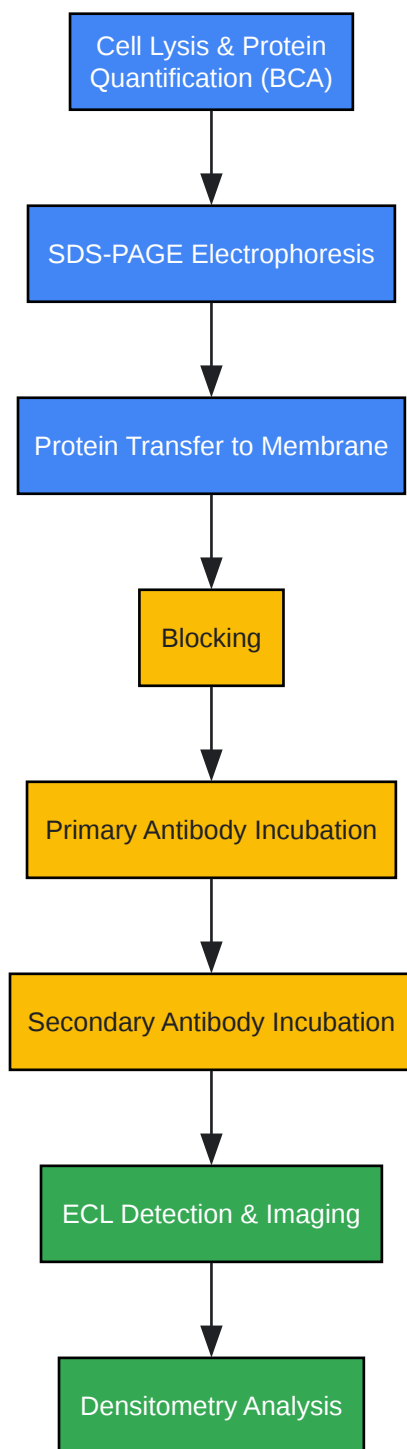 Cell Lysis & Protein
Quantification (BCA)
SDS-PAGE Electrophoresis
Protein Transfer to Membrane
Blocking
Primary Antibody Incubation
Secondary Antibody Incubation
ECL Detection & Imaging
Densitometry Analysis